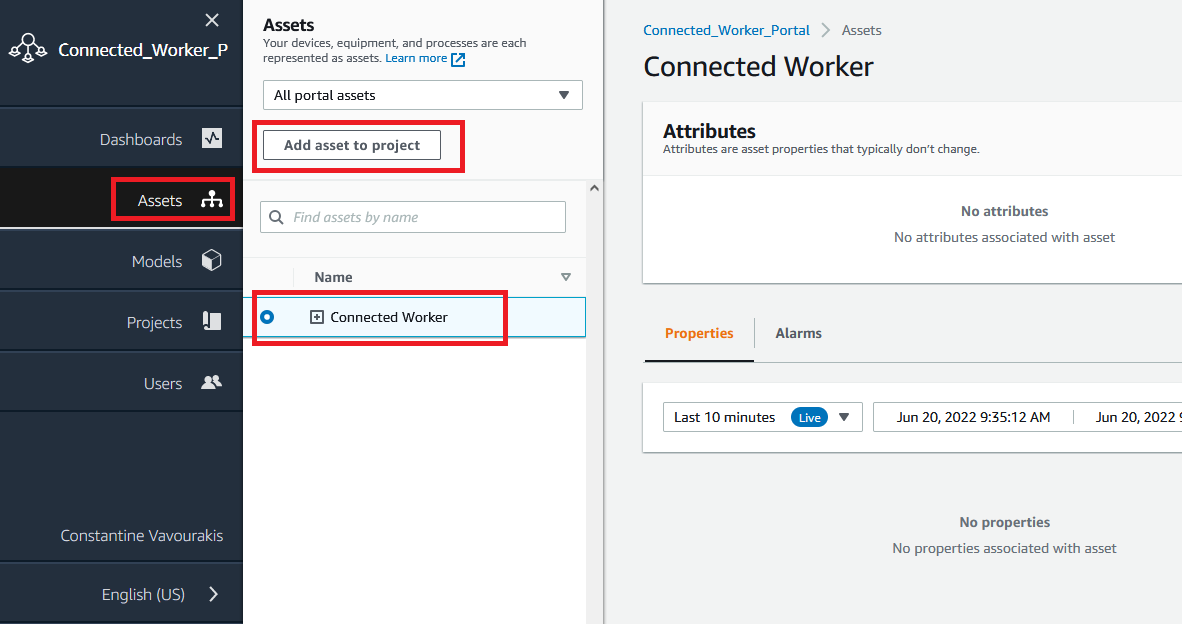 Connected_Worker_P
Dashboards
Assets
Models
Projects
Users
Constantine Vavourakis
English (US)
Assets
Your devices, equipment, and processes are each
represented as assets. Learn more
All portal assets
Add asset to project
Find assets by name
Name
Connected Worker
Connected_Worker_Portal > Assets
Connected Worker
Attributes
Attributes are asset properties that typically don’t change.
No attributes
No attributes associated with asset
Properties
Alarms
Last 10 minutes Live
Jun 20, 2022 9:35:12 AM
Jun 20, 2022 9
No properties
No properties associated with asset